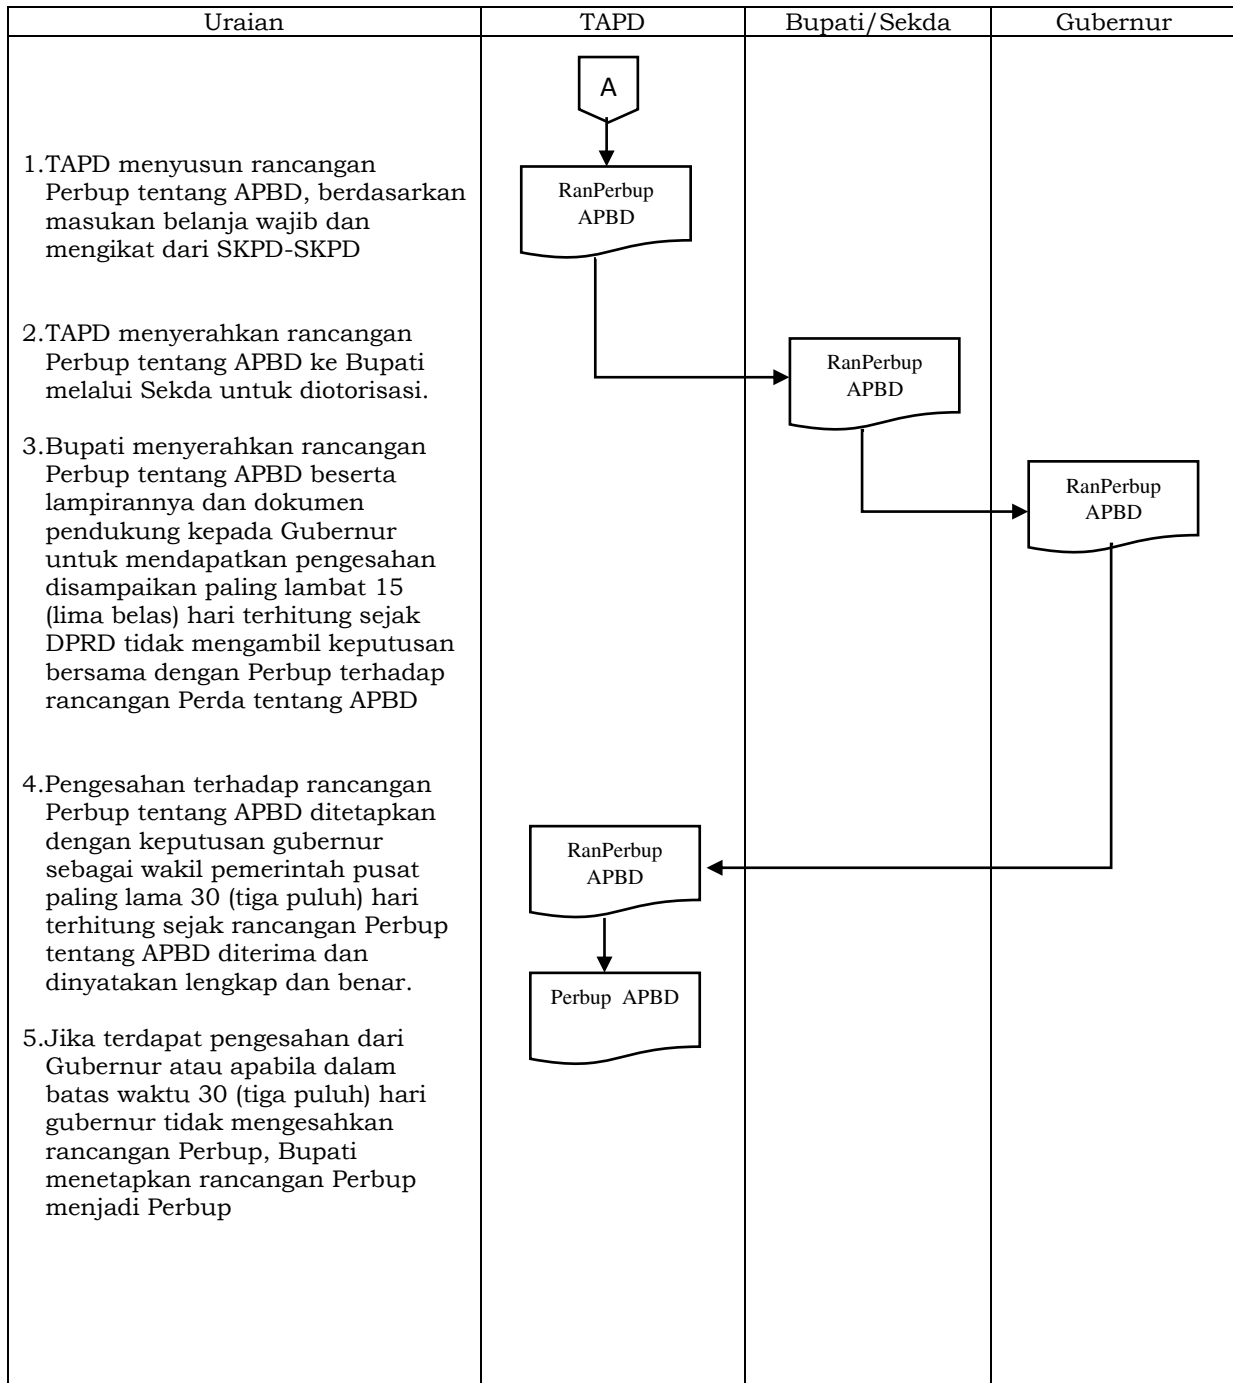 Uraian TAPD Bupati/Sekda Gubernur
A
1.TAPD menyusun rancangan
Perbup tentang APBD, berdasarkan
masukan belanja wajib dan
mengikat dari SKPD-SKPD
RanPerbup
APBD
2.TAPD menyerahkan rancangan
Perbup tentang APBD ke Bupati
melalui Sekda untuk diotorisasi.
RanPerbup
APBD
3.Bupati menyerahkan rancangan
Perbup tentang APBD beserta
lampirannya dan dokumen
pendukung kepada Gubernur
untuk mendapatkan pengesahan
disampaikan paling lambat 15
(lima belas) hari terhitung sejak
DPRD tidak mengambil keputusan
bersama dengan Perbup terhadap
rancangan Perda tentang APBD
RanPerbup
APBD
4.Pengesahan terhadap rancangan
Perbup tentang APBD ditetapkan
dengan keputusan gubernur
sebagai wakil pemerintah pusat
paling lama 30 (tiga puluh) hari
terhitung sejak rancangan Perbup
tentang APBD diterima dan
dinyatakan lengkap dan benar.
RanPerbup
APBD
Perbup APBD
5.Jika terdapat pengesahan dari
Gubernur atau apabila dalam
batas waktu 30 (tiga puluh) hari
gubernur tidak mengesahkan
rancangan Perbup, Bupati
menetapkan rancangan Perbup
menjadi Perbup